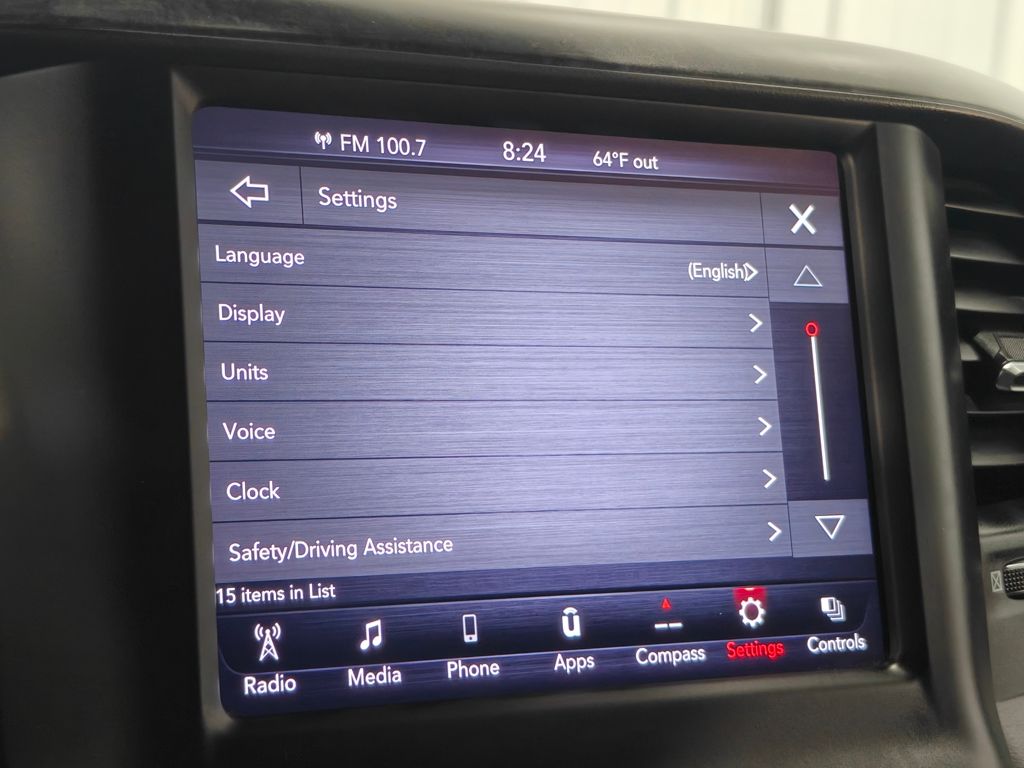 FM 100.7 8:24 64°F out
Settings
Language (English)
Display
Units
Voice
Clock
Safety/Driving Assistance
15 items in List
Radio Media Phone Apps Compass Settings Controls